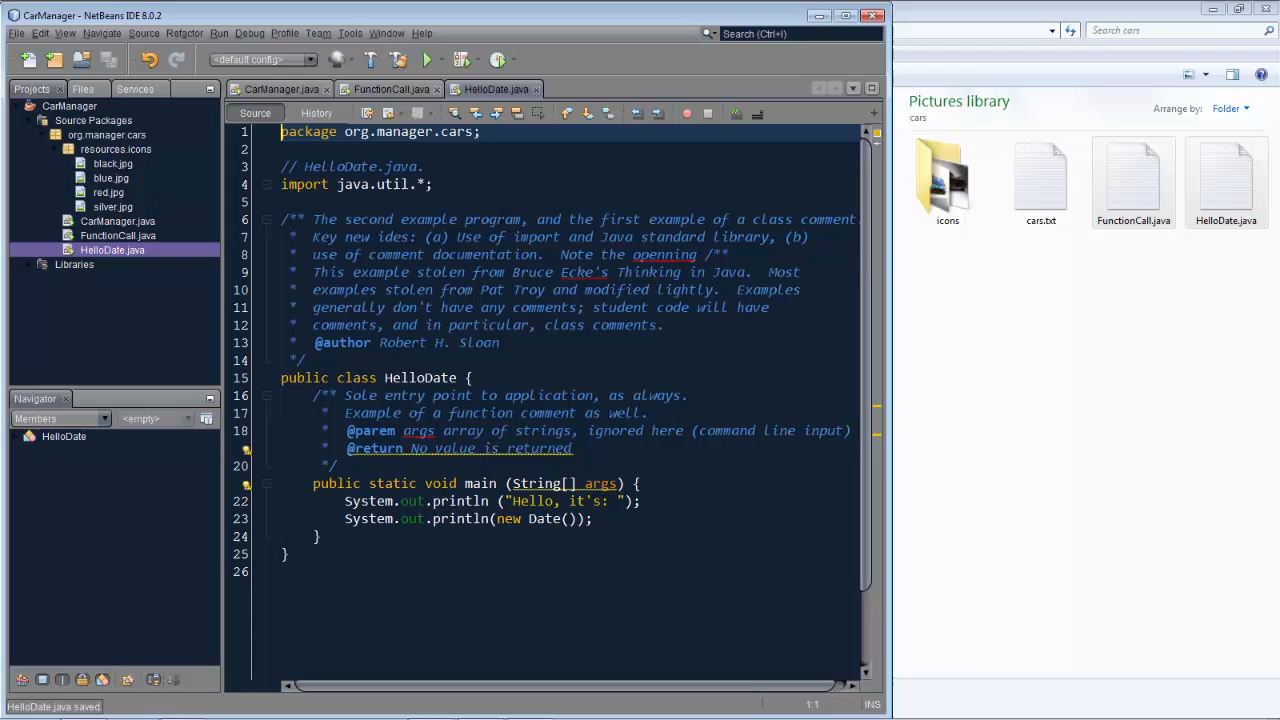 CarManager - NetBeans IDE 8.0.2
File Edit View Navigate Source Refactor Run Debug Profile Team Tools Window Help
Search (Ctrl+I)
<default config>
Projects Files Services
CarManager
Source Packages
org.manager.cars
resources.icons
black.jpg
blue.jpg
red.jpg
silver.jpg
CarManager.java
FunctionCall.java
HelloDate.java
Libraries
Navigator
Members <empty>
HelloDate
HelloDate.java saved.
CarManager.java FunctionCall.java HelloDate.java
Source History
1 package org.manager.cars;
2
3 // HelloDate.java.
4 import java.util.*;
5
6 /** The second example program, and the first example of a class comment.
7 * Key new ides: (a) Use of import and Java standard library, (b)
8 * use of comment documentation. Note the openning /**
9 * This example stolen from Bruce Ecke's Thinking in Java. Most
10 * examples stolen from Pat Troy and modified lightly. Examples
11 * generally don't have any comments; student code will have
12 * comments, and in particular, class comments.
13 * @author Robert H. Sloan
14 */
15 public class HelloDate {
16 /** Sole entry point to application, as always.
17 * Example of a function comment as well.
18 * @parem args array of strings, ignored here (command line input)
* @return No value is returned
20 */
public static void main (String[] args) {
22 System.out.println ("Hello, it's: ");
23 System.out.println(new Date());
24 }
25 }
26
1:1 INS
Search cars
Pictures library
cars
Arrange by: Folder
icons
cars.txt
FunctionCall.java
HelloDate.java